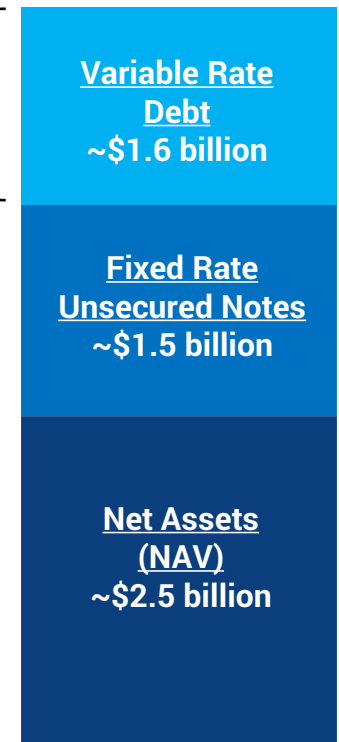 Variable Rate
Debt
~$1.6 billion
Fixed Rate
Unsecured Notes
~$1.5 billion
Net Assets
(NAV)
~$2.5 billion